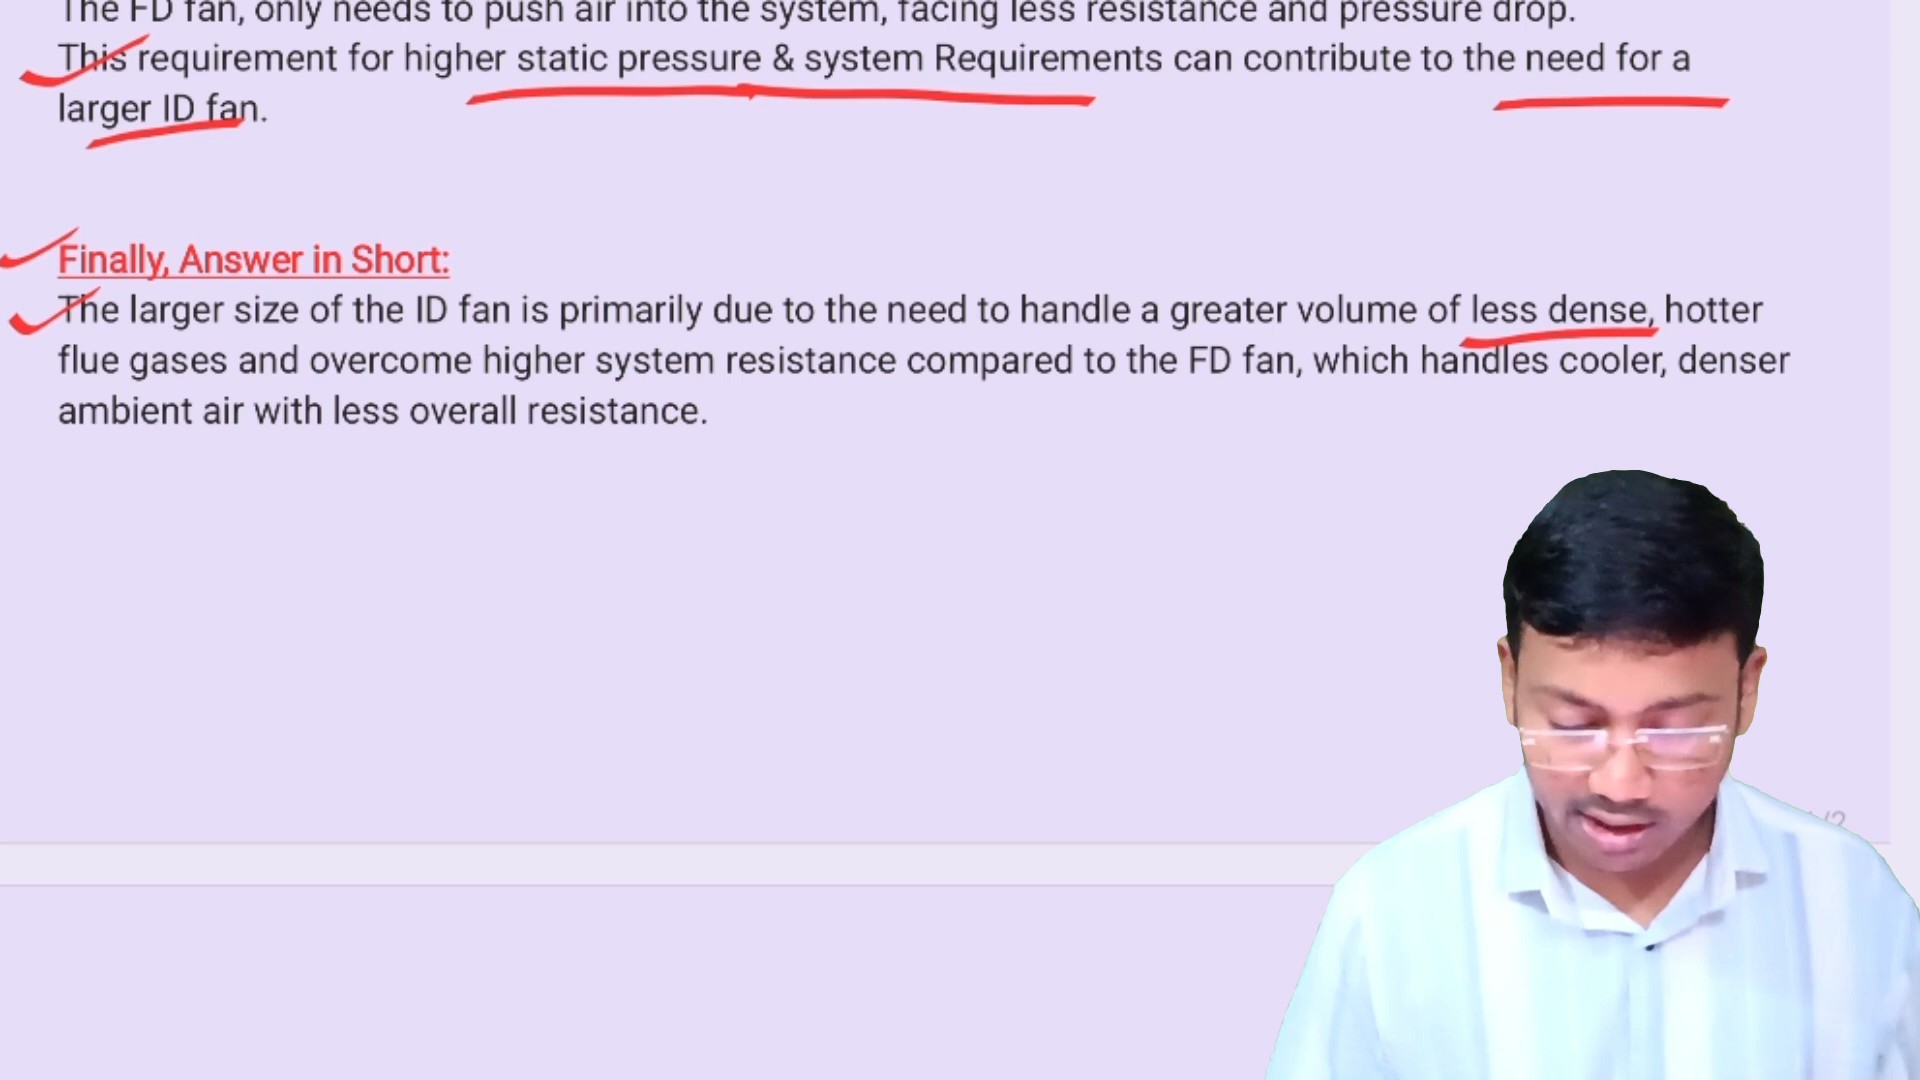 The FD fan, only needs to push air into the system, facing less resistance and pressure drop.
This requirement for higher static pressure & system Requirements can contribute to the need for a
larger ID fan.
Finally, Answer in Short:
The larger size of the ID fan is primarily due to the need to handle a greater volume of less dense, hotter
flue gases and overcome higher system resistance compared to the FD fan, which handles cooler, denser
ambient air with less overall resistance.